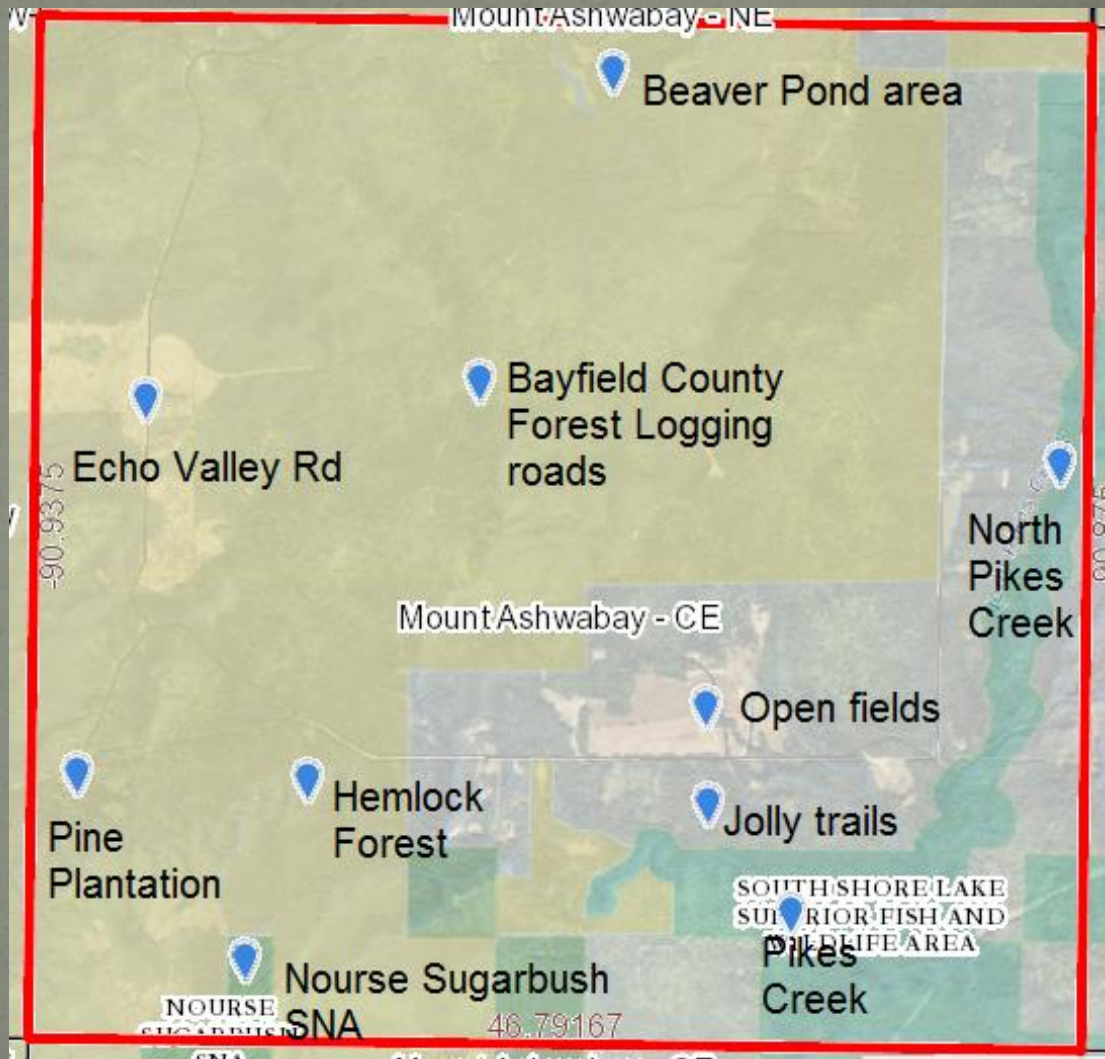 Mount Ashwabay - NE
Beaver Pond area
Bayfield County
Forest Logging
roads
Echo Valley Rd
-90.9375
North
Pikes
Creek
Mount Ashwabay - CE
Open fields
Jolly trails
Hemlock
Forest
Pine
Plantation
SOUTH SHORE LAKE
SUPERIOR FISH AND
WILDLIFE AREA
Pikes
Creek
Nourse Sugarbush
SNA
NOURSE
SUGARBUSH
SNA
46.79167